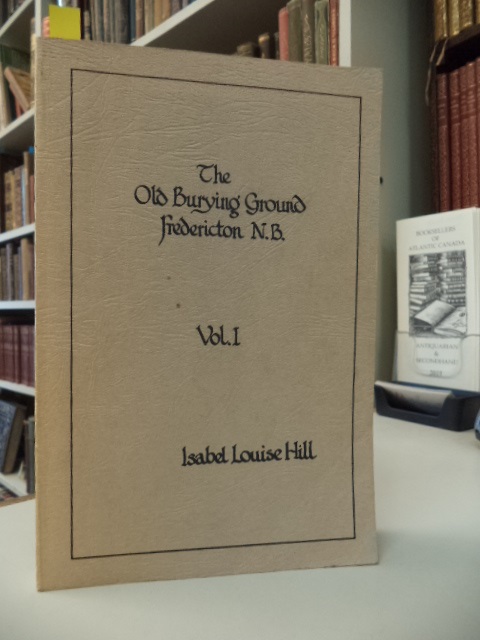 The
Old Burying Ground
Fredericton N.B.
Vol. I
Isabel Louise Hill
BOOKSELLERS
OF
ATLANTIC CANADA
ANTIQUARIAN
&
SECONDHAND